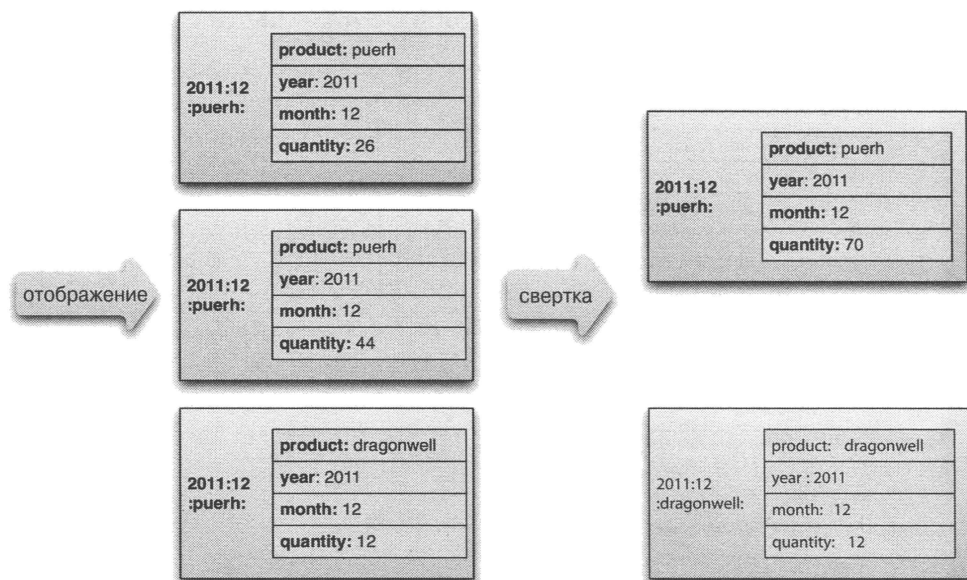 product: puerh
year: 2011
2011:12
:puerh:
month: 12
quantity: 26
отображение
product: puerh
year: 2011
2011:12
:puerh:
month: 12
quantity: 44
product: dragonwell
year: 2011
2011:12
:puerh:
month: 12
quantity: 12
свертка
product: puerh
year: 2011
2011:12
:puerh:
month: 12
quantity: 70
product: dragonwell
year : 2011
2011:12
:dragonwell:
month: 12
quantity: 12